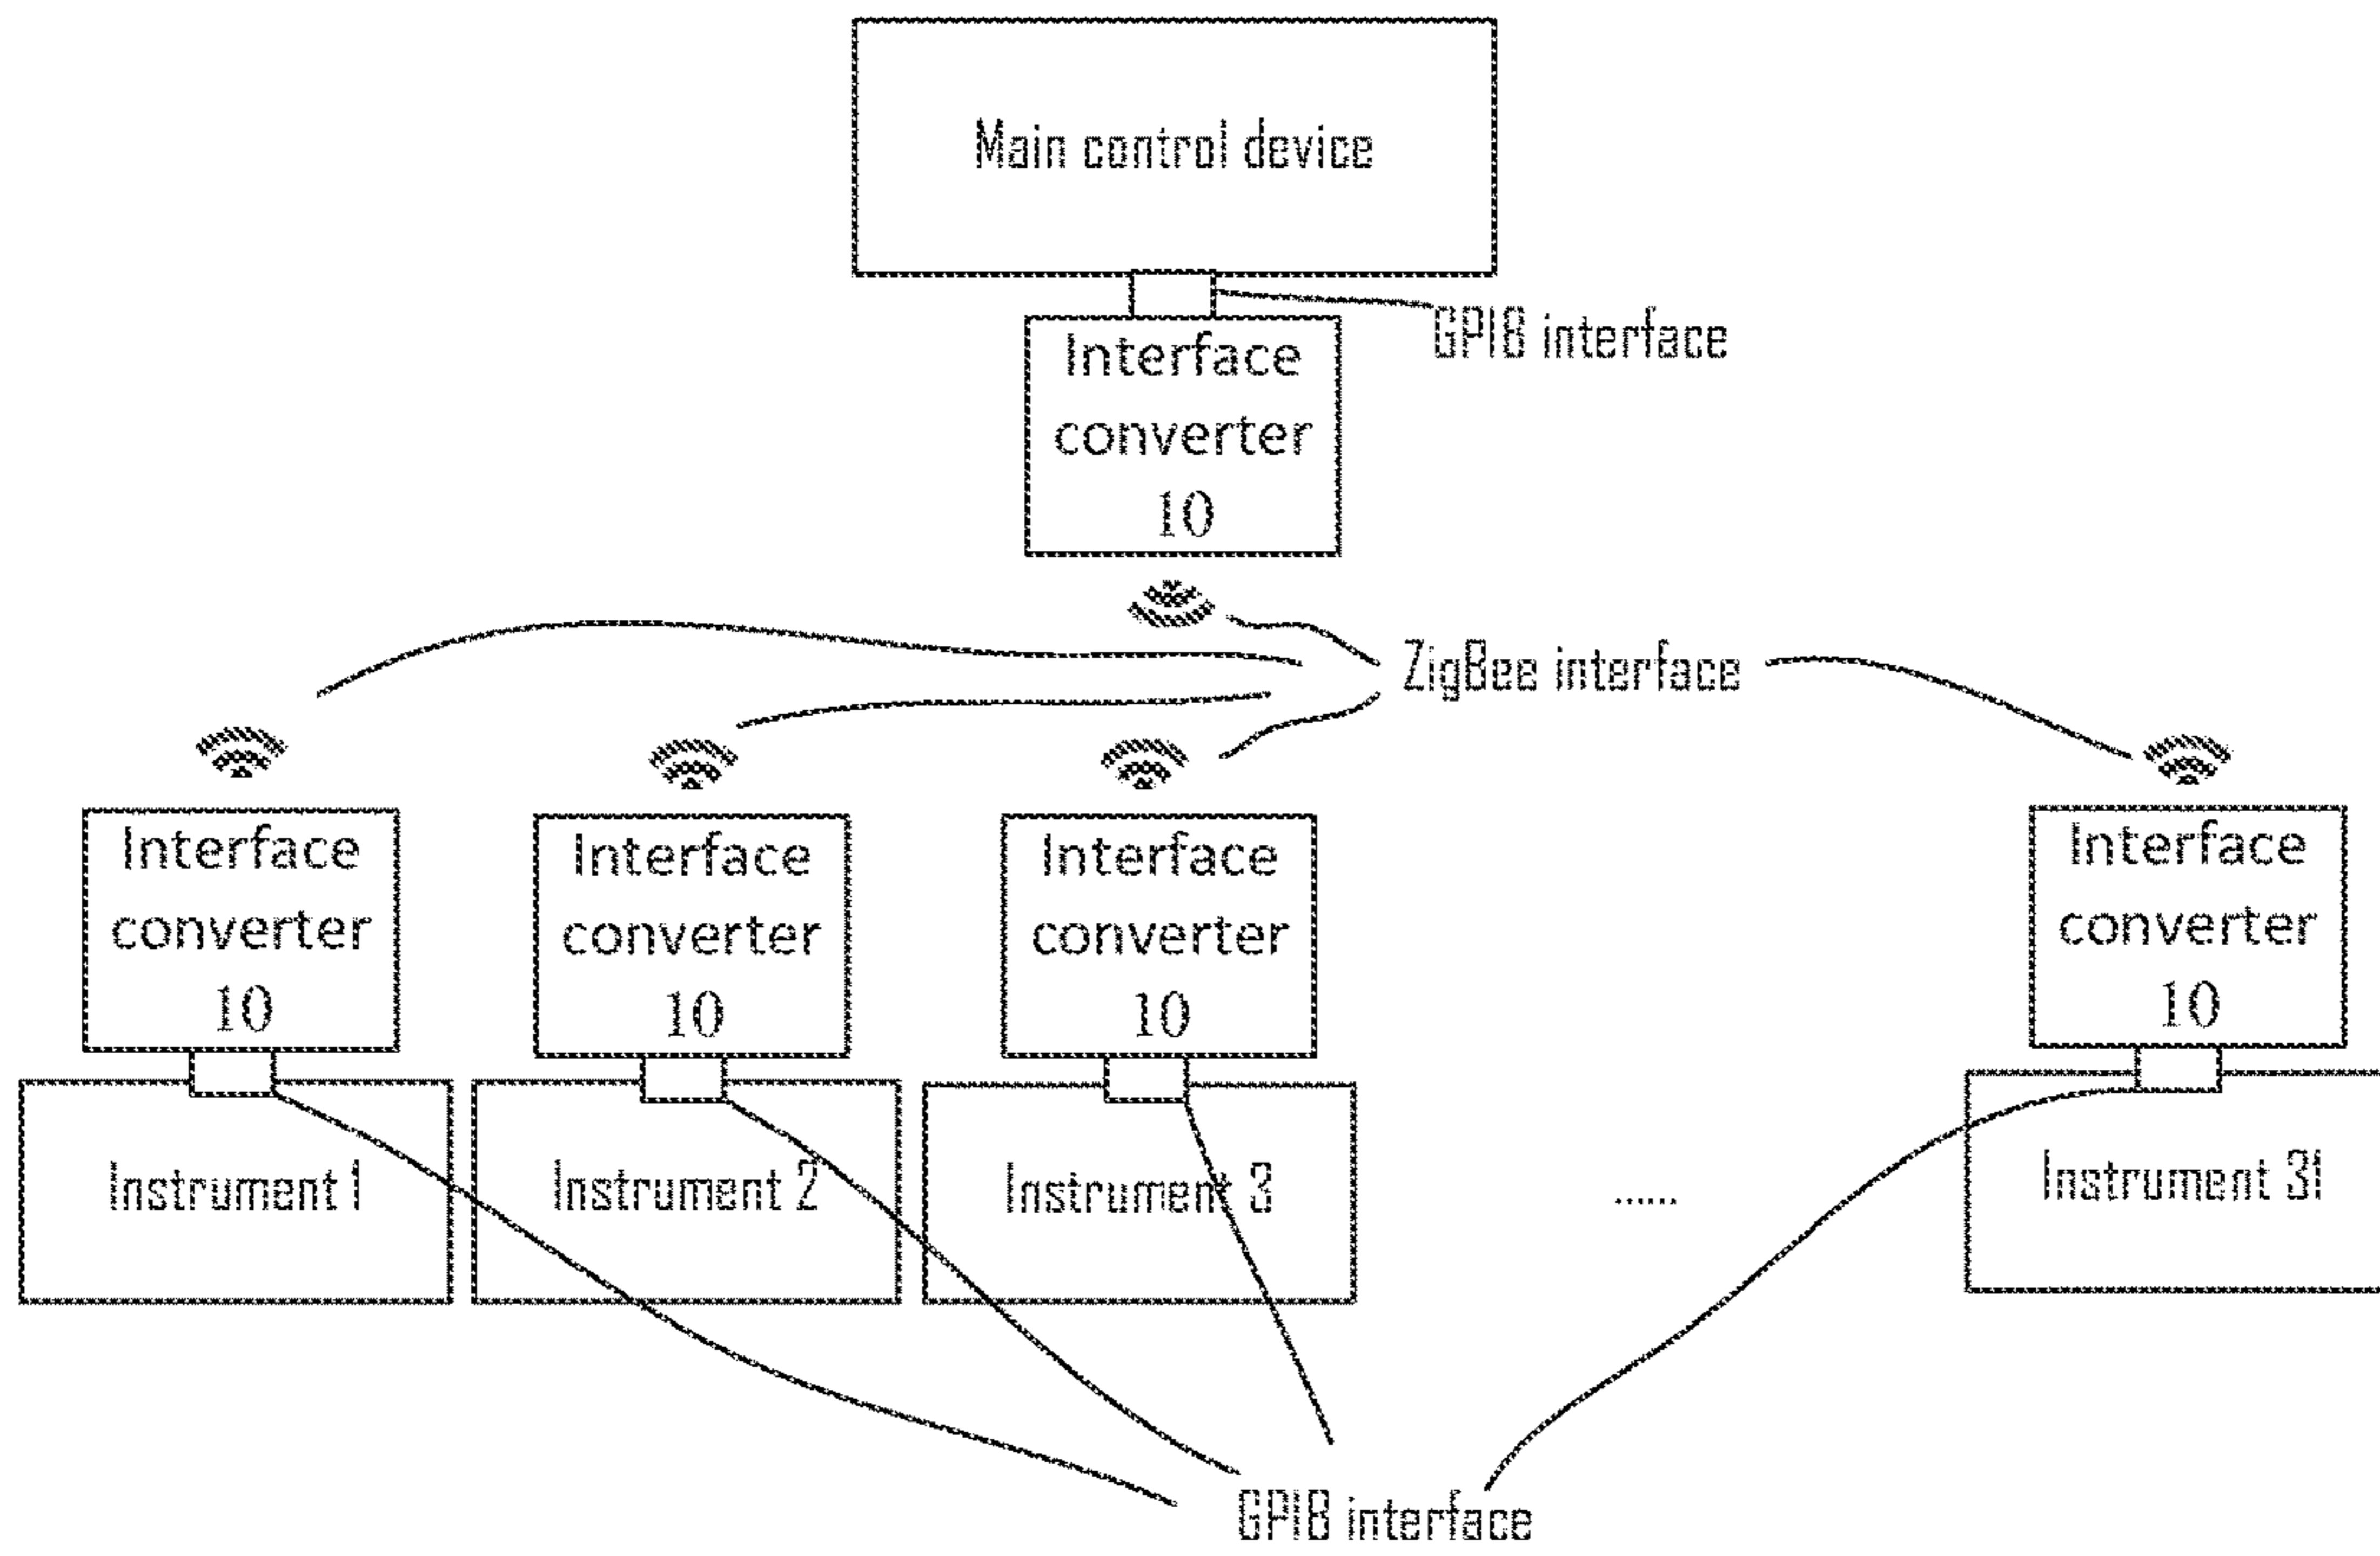 Main control device
GPIB interface
Interface
converter
10
ZigBee interface
Interface
converter
10
Interface
converter
10
Interface
converter
10
Interface
converter
10
Instrument 1
Instrument 2
Instrument 3
......
Instrument 31
GPIB interface